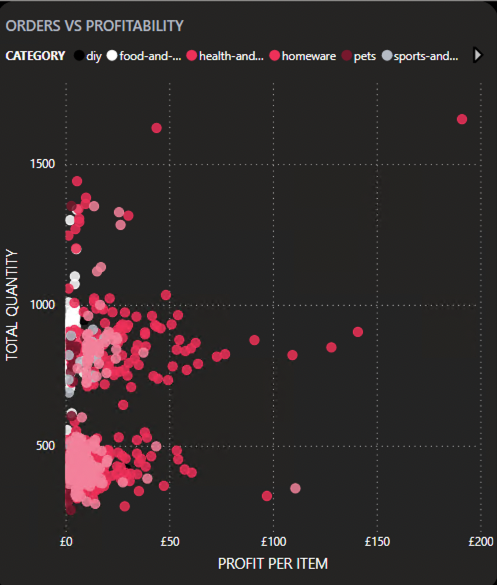 ORDERS VS PROFITABILITY
CATEGORY diy food-and-... health-and... homeware pets sports-and...
1500
1000
500
TOTAL QUANTITY
£0 £50 £100 £150 £200
PROFIT PER ITEM